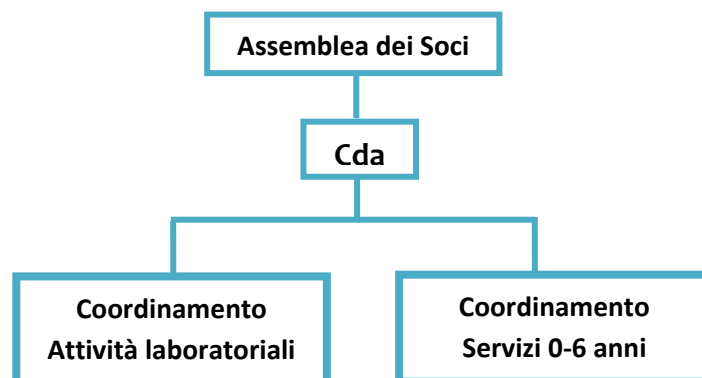 Assemblea dei Soci
Cda
Coordinamento
Attività laboratoriali
Coordinamento
Servizi 0-6 anni